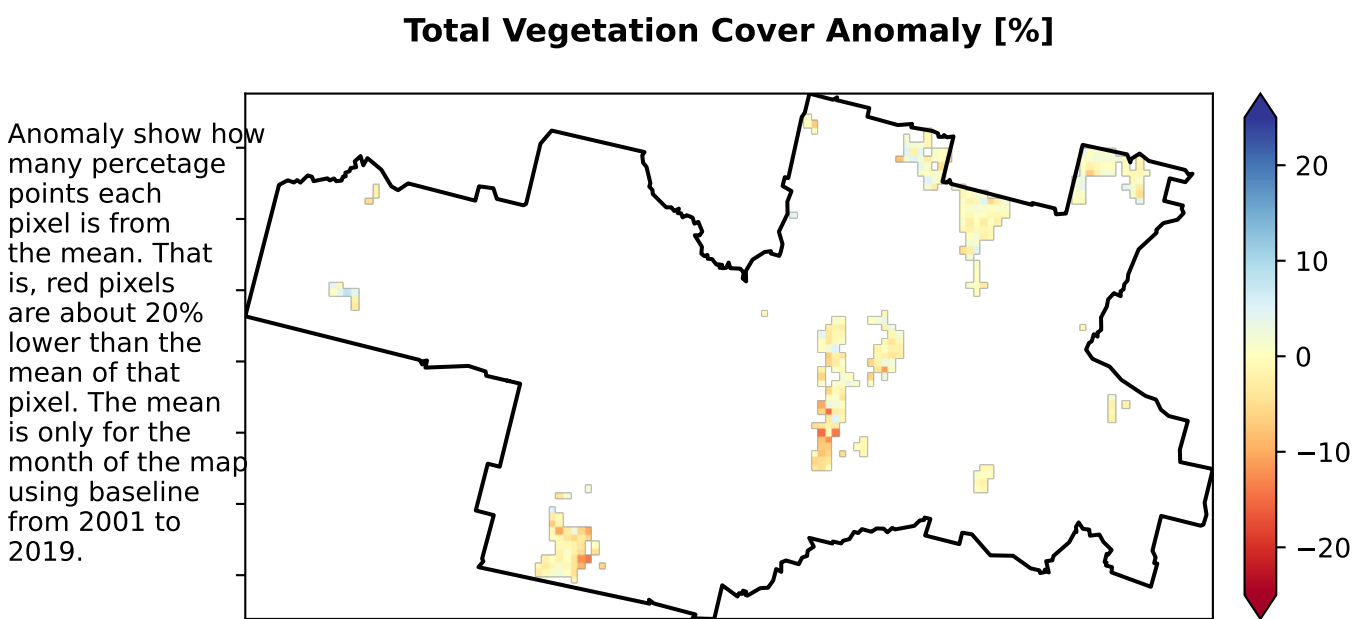 Total Vegetation Cover Anomaly [%]
Anomaly show how
many percetage
points each
pixel is from
the mean. That
is, red pixels
are about 20%
lower than the
mean of that
pixel. The mean
is only for the
month of the map
using baseline
from 2001 to
2019.
20
10
0
−10
−20